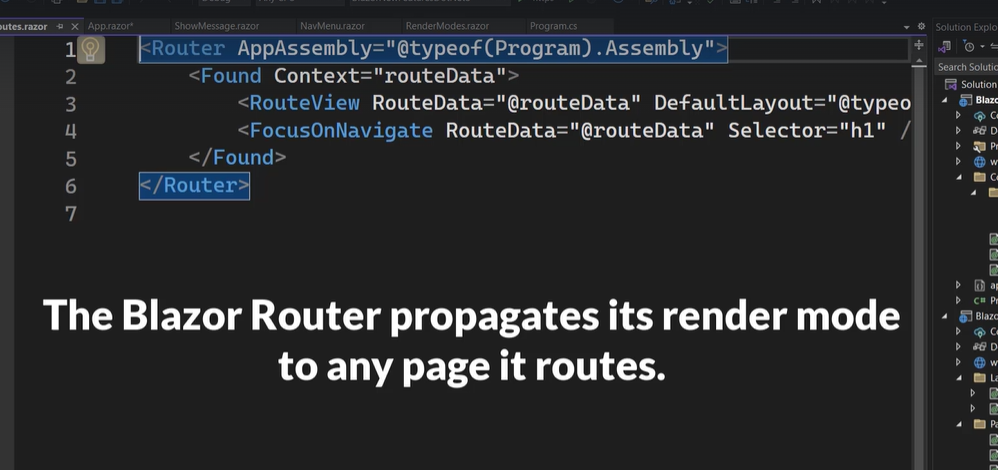 outes.razor
App.razor*
ShowMessage.razor
NavMenu.razor
RenderModes.razor
Program.cs
Solution Explo
1 <Router AppAssembly="@typeof(Program).Assembly">
2 <Found Context="routeData">
3 <RouteView RouteData="@routeData" DefaultLayout="@typeo
4 <FocusOnNavigate RouteData="@routeData" Selector="h1" /
5 </Found>
6 </Router>
7
Search Solutio
Solution
Blazo
Blazo
The Blazor Router propagates its render mode
to any page it routes.